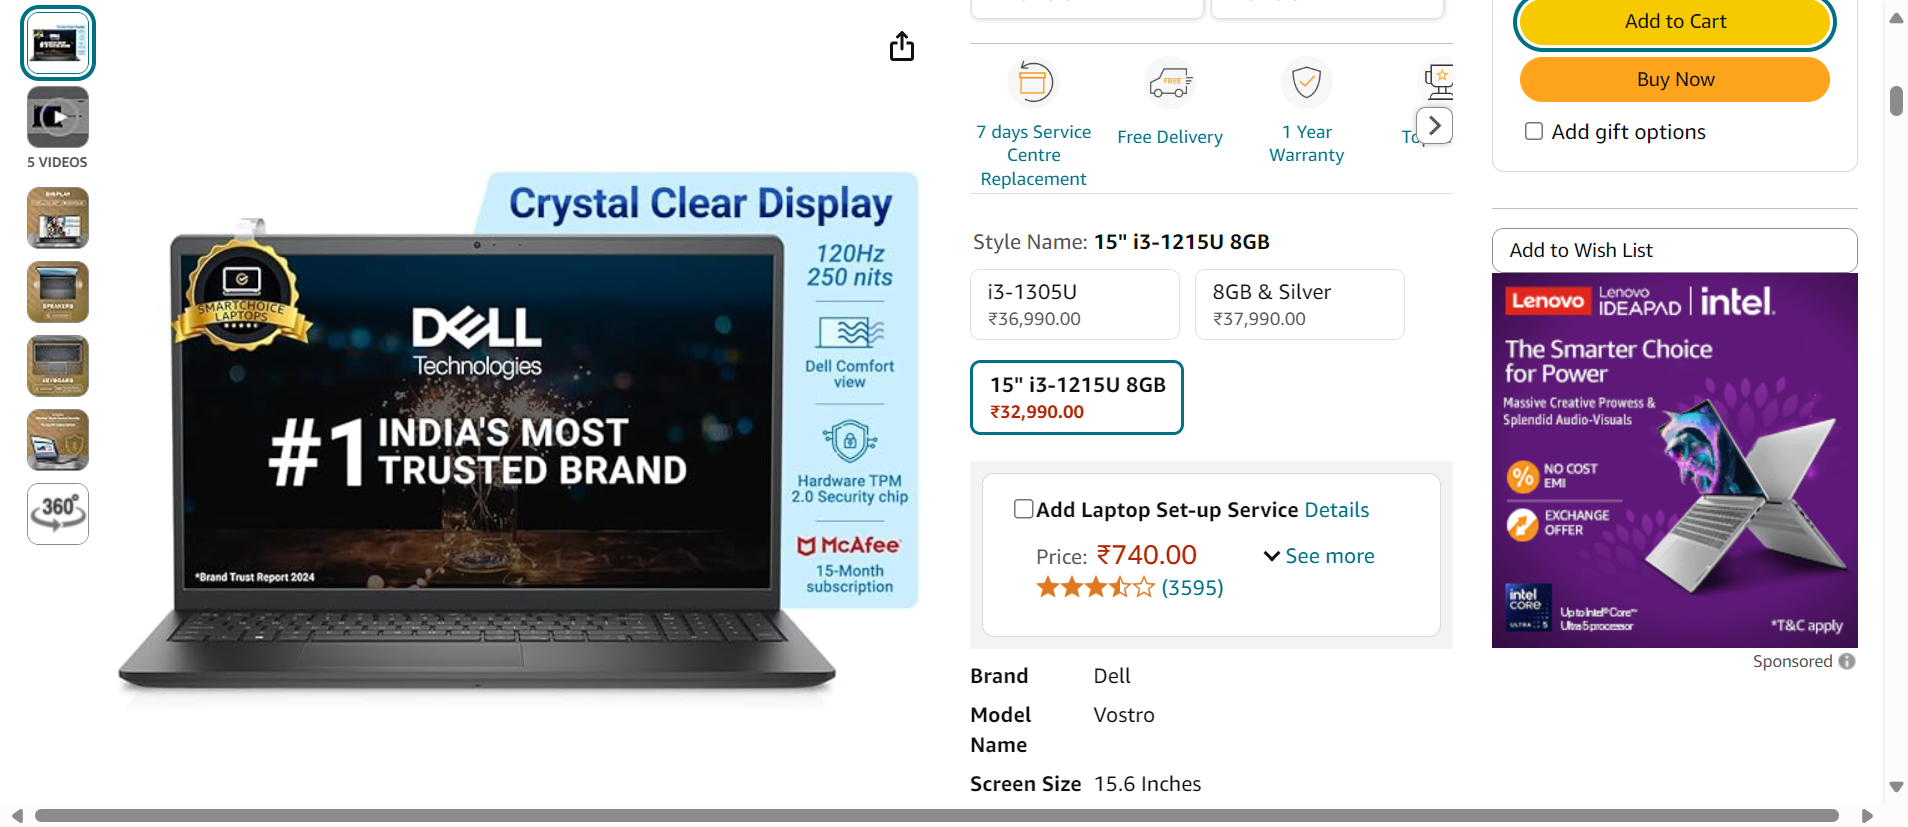 5 VIDEOS
360°
Crystal Clear Display
120Hz
250 nits
Dell Comfort
view
Hardware TPM
2.0 Security chip
McAfee
15-Month
subscription
SMARTCHOICE
LAPTOPS
DELL
Technologies
#1 INDIA'S MOST
TRUSTED BRAND
*Brand Trust Report 2024
7 days Service
Centre
Replacement
FREE
Free Delivery
1 Year
Warranty
Style Name: 15" i3-1215U 8GB
i3-1305U
₹36,990.00
8GB & Silver
₹37,990.00
15" i3-1215U 8GB
₹32,990.00
Add Laptop Set-up Service Details
Price: ₹740.00
See more
(3595)
Brand Dell
Model Vostro
Name
Screen Size 15.6 Inches
Add to Cart
Buy Now
Add gift options
Add to Wish List
Lenovo
Lenovo
IDEAPAD
intel.
The Smarter Choice
for Power
Massive Creative Prowess &
Splendid Audio-Visuals
% NO COST
EMI
EXCHANGE
OFFER
intel
CORE
ULTRA 5
Up to Intel® Core™
Ultra 5 processor
*T&C apply
Sponsored